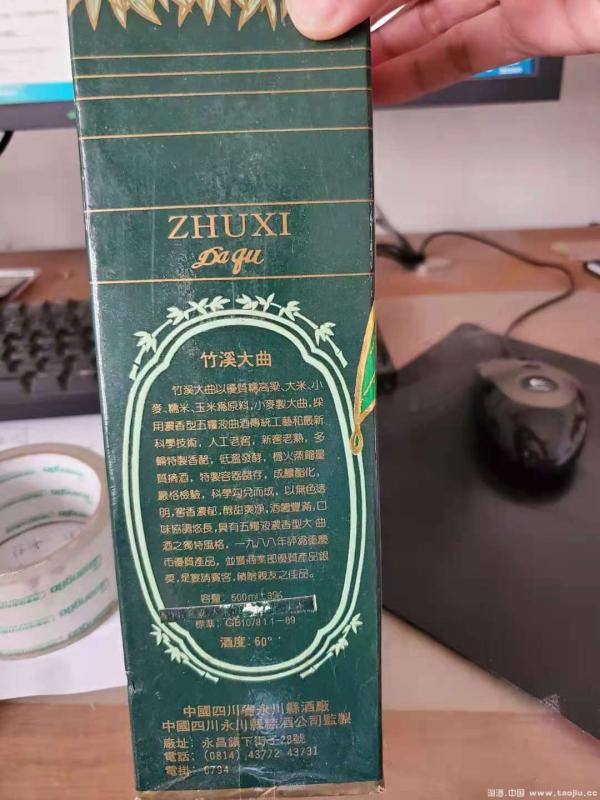 ZHUXI
Da qu
竹溪大曲
竹溪大曲以優質糯高粱、大米、小
麥、糯米、玉米爲原料,小麥製大曲,採
用濃香型五糧液曲酒傳統工藝和最新
科學技術,人工老窖,新窖老熟,多
輪特製香醅,低溫發酵,慢火蒸餾量
質摘酒,特製容器儲存,成釀酯化,
嚴格檢驗,科學勾兌而成,以無色透
明,窖香濃郁,醇甜爽净,酒體豐滿,口
味協調悠長,具有五糧液濃香型大曲
酒之獨特風格,一九八八年評爲重慶
市優質產品,並獲商業部優質產品銀
獎,是宴請賓客,饋贈親友之佳品。
容量:500ml±3%
標準:GB10781.1-89
酒度:60°
中國四川省永川縣酒廠
中國四川永川縣糖酒公司監製
廠址:永昌鎮下街子28號
電話:(0814)43772 43731
電掛:6794
淘酒.中国 www.taojiu.cc